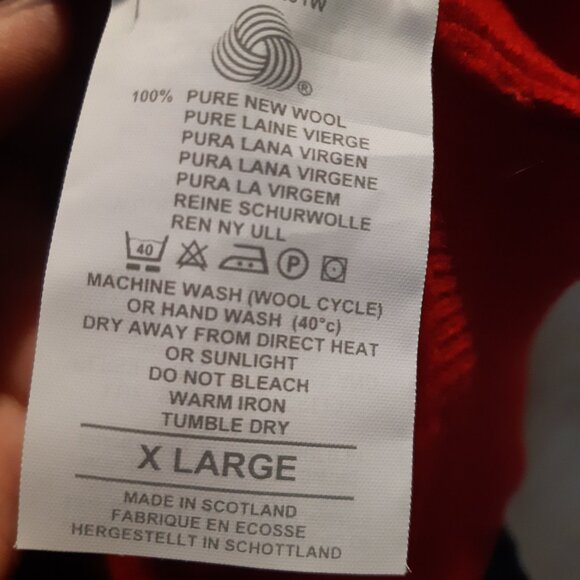 100% PURE NEW WOOL
PURE LAINE VIERGE
PURA LANA VIRGEN
PURA LANA VIRGENE
PURA LA VIRGEM
REINE SCHURWOLLE
REN NY ULL
40 P
MACHINE WASH (WOOL CYCLE)
OR HAND WASH (40°c)
DRY AWAY FROM DIRECT HEAT
OR SUNLIGHT
DO NOT BLEACH
WARM IRON
TUMBLE DRY
X LARGE
MADE IN SCOTLAND
FABRIQUE EN ECOSSE
HERGESTELLT IN SCHOTTLAND